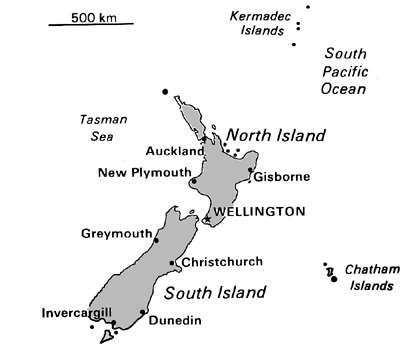 500 km
Kermadec
Islands
South
Pacific
Ocean
Tasman
Sea
North Island
Auckland
New Plymouth
Gisborne
WELLINGTON
Greymouth
Christchurch
Chatham
Islands
South Island
Invercargill
Dunedin